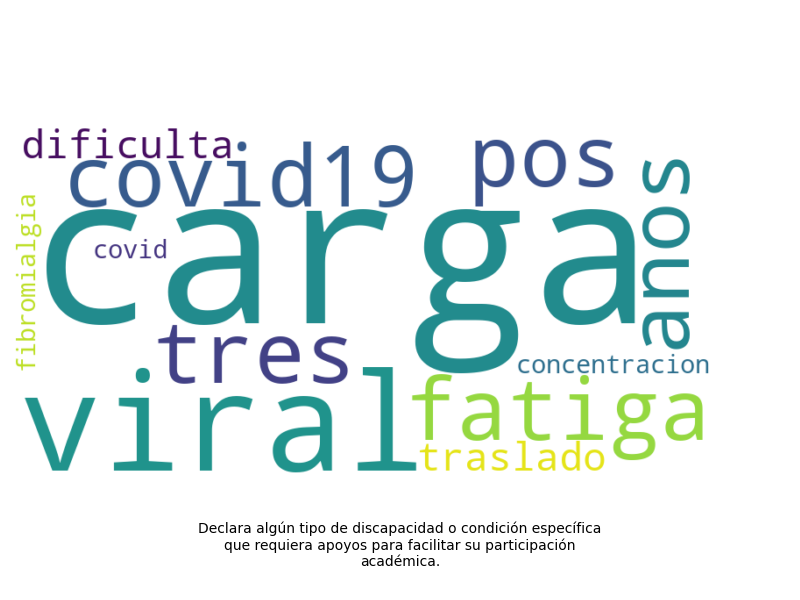 dificulta
covid19
pos
carga
covid
anos
fibromialgia
tres
concentracion
viral
fatiga
traslado
Declara algún tipo de discapacidad o condición específica
que requiera apoyos para facilitar su participación
académica.